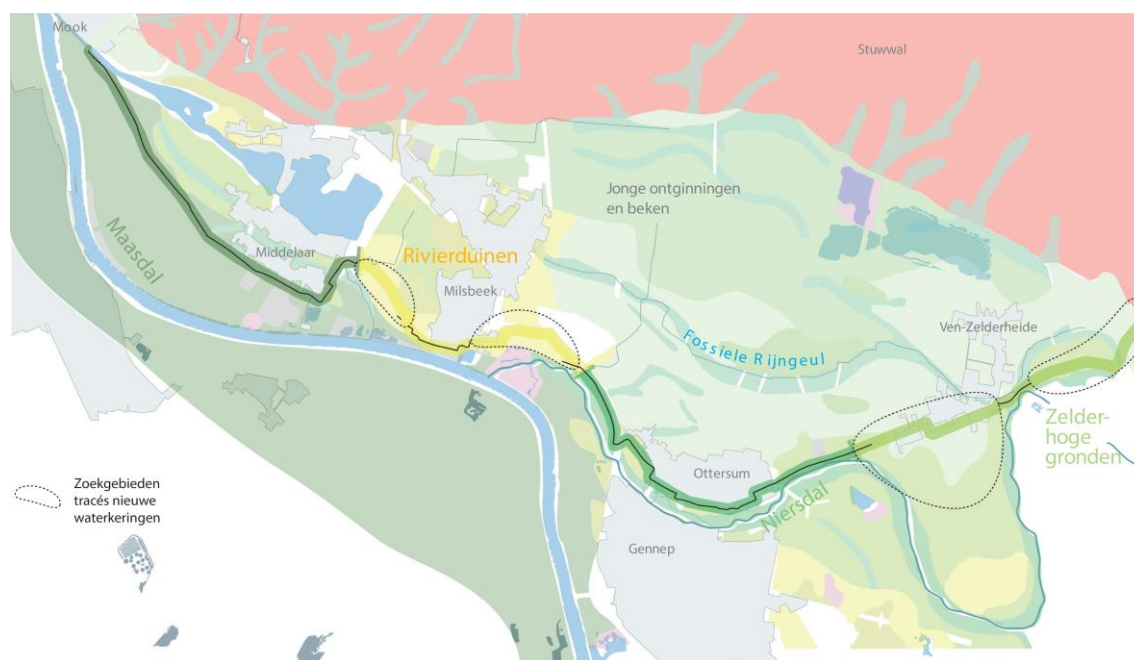 Mook
Stuwwal
Jonge ontginningen
en beken
Maasdal
Middelaar
Rivierduinen
Milsbeek
Fossiele Rijngeul
Ven-Zelderheide
Zelder-
hoge
gronden
Zoekgebieden
tracés nieuwe
waterkeringen
Ottersum
Niersdal
Gennep